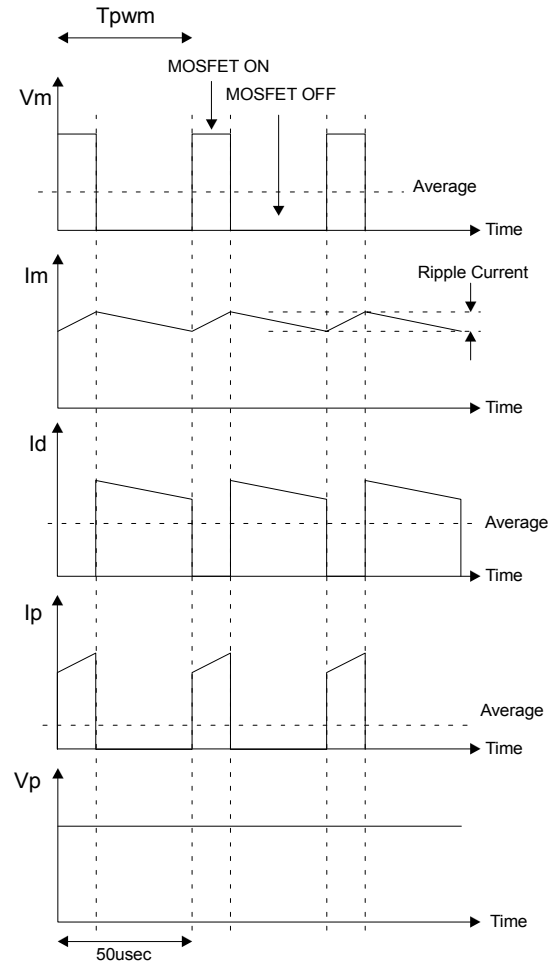 Tpwm
MOSFET ON
MOSFET OFF
Vm
Average
Time
Im
Ripple Current
Time
Id
Average
Time
Ip
Average
Time
Vp
Time
50usec